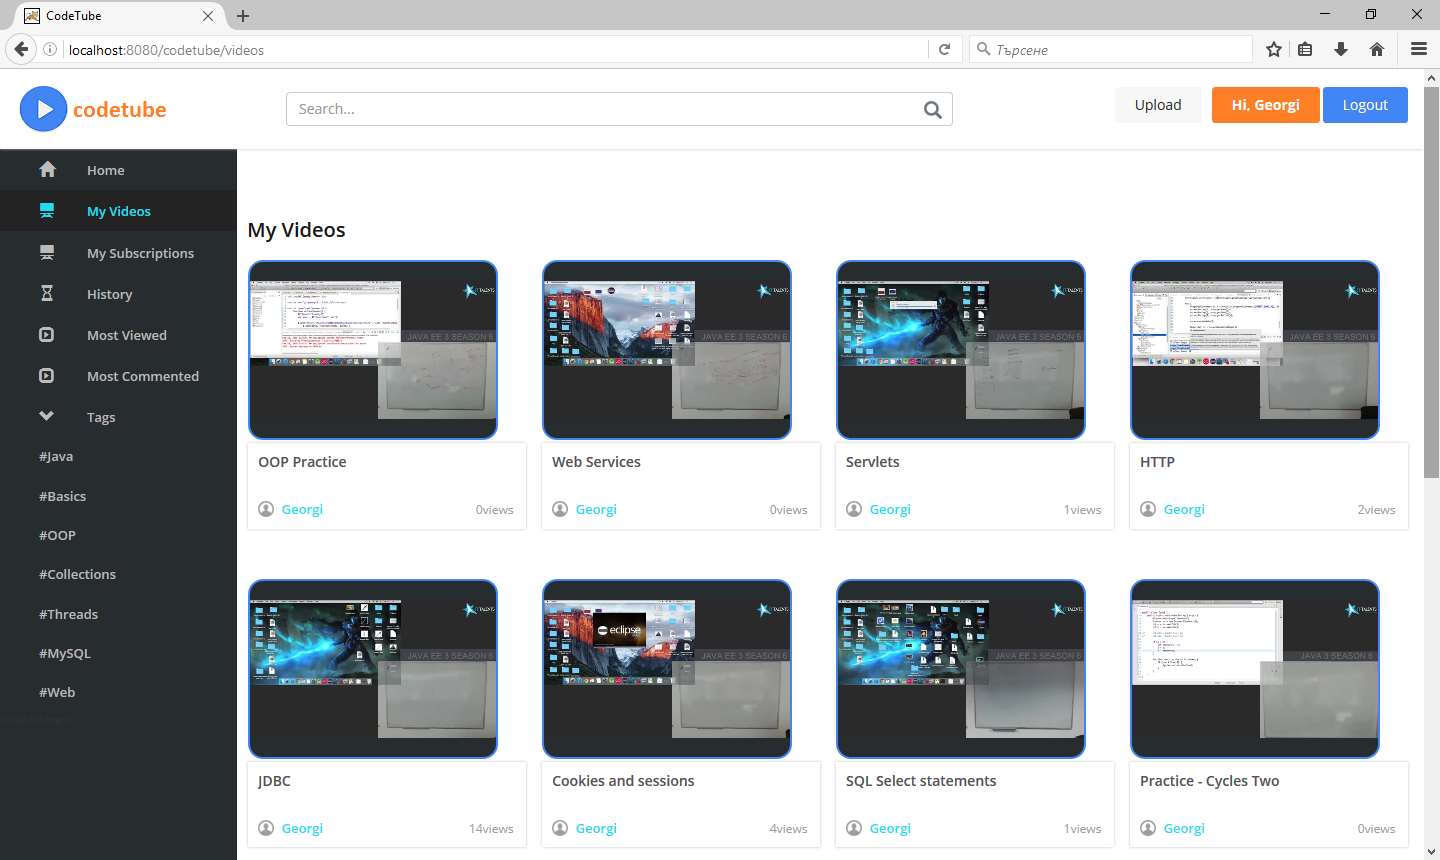 CodeTube
localhost:8080/codetube/videos
Търсене
codetube
Search...
Upload
Hi, Georgi
Logout
Home
My Videos
My Subscriptions
History
Most Viewed
Most Commented
Tags
#Java
#Basics
#OOP
#Collections
#Threads
#MySQL
#Web
My Videos
JAVA EE 3 SEASON 6
JAVA EE 3 SEASON 6
JAVA EE 3 SEASON 6
JAVA EE 3 SEASON 6
OOP Practice
Georgi
0views
Web Services
Georgi
0views
Servlets
Georgi
1views
HTTP
Georgi
2views
JAVA EE 3 SEASON 6
eclipse
JAVA EE 3 SEASON 6
JAVA EE 3 SEASON 6
JAVA 3 SEASON 6
JDBC
Georgi
14views
Cookies and sessions
Georgi
4views
SQL Select statements
Georgi
1views
Practice - Cycles Two
Georgi
0views